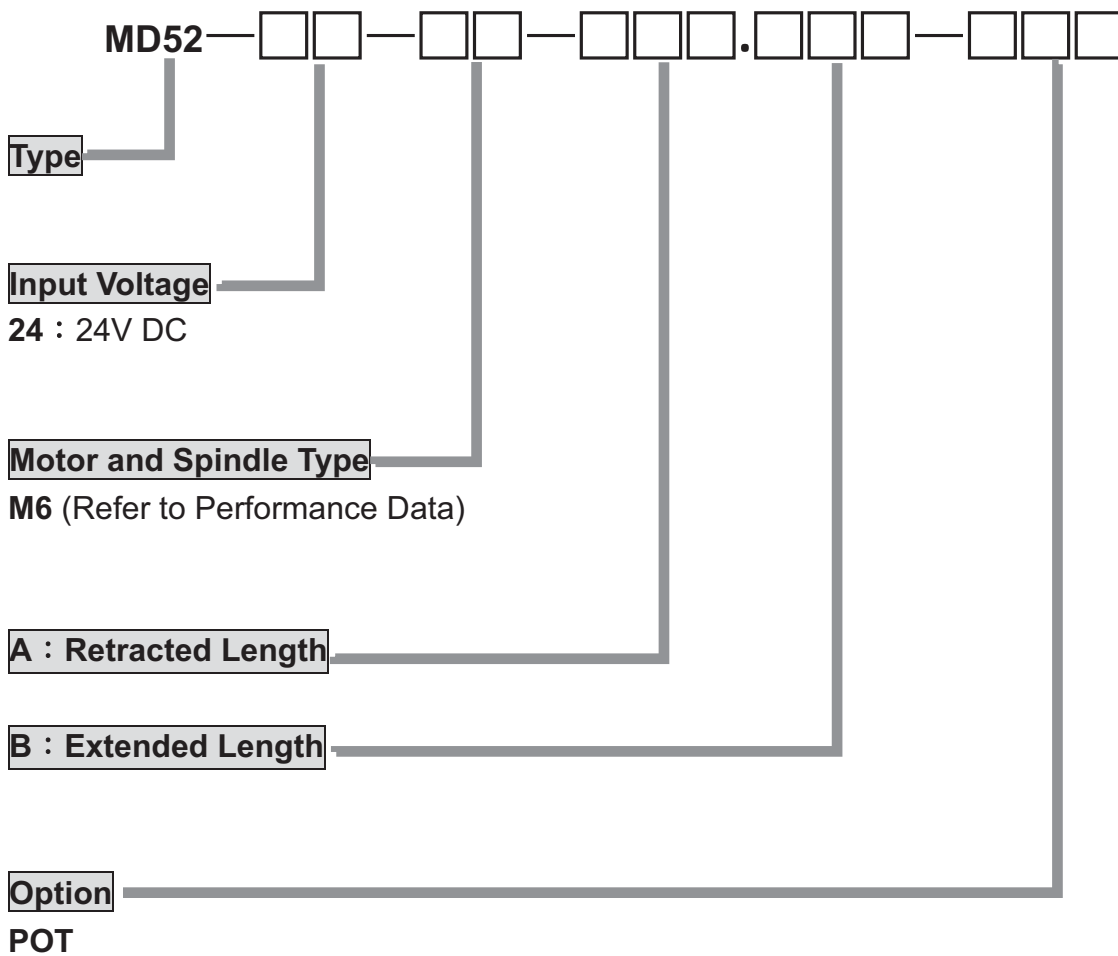 MD52—□□—□□—□□□.□□□—□□□
Type
Input Voltage
24：24V DC
Motor and Spindle Type
M6 (Refer to Performance Data)
A：Retracted Length
B：Extended Length
Option
POT